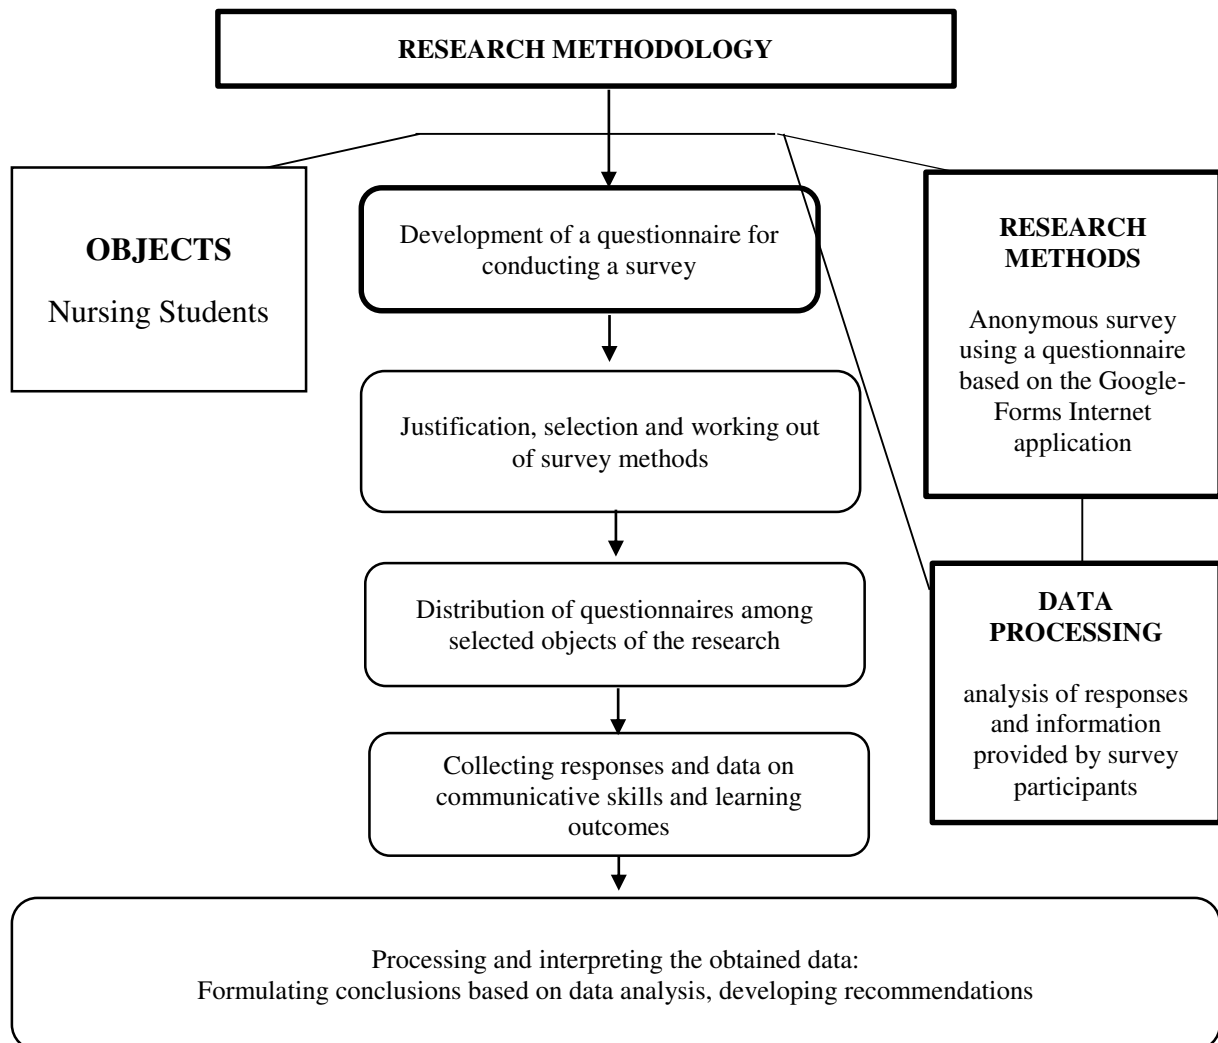 RESEARCH METHODOLOGY
OBJECTS
Nursing Students
Development of a questionnaire for
conducting a survey
Justification, selection and working out
of survey methods
Distribution of questionnaires among
selected objects of the research
Collecting responses and data on
communicative skills and learning
outcomes
RESEARCH
METHODS
Anonymous survey
using a questionnaire
based on the Google-
Forms Internet
application
DATA
PROCESSING
analysis of responses
and information
provided by survey
participants
Processing and interpreting the obtained data:
Formulating conclusions based on data analysis, developing recommendations